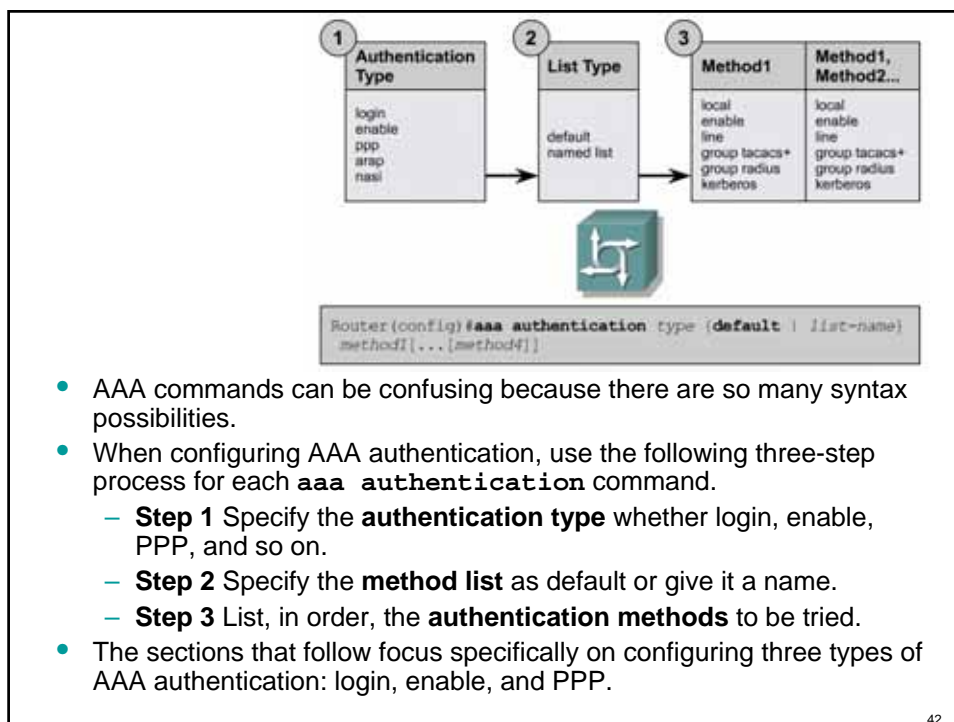 1
Authentication
Type
login
enable
ppp
arap
nasi
2
List Type
default
named list
3
Method1
local
enable
line
group tacacs+
group radius
kerberos
Method1,
Method2...
local
enable
line
group tacacs+
group radius
kerberos
Router(config)#aaa authentication type {default | list-name}
method1[...[method4]]
• AAA commands can be confusing because there are so many syntax
possibilities.
• When configuring AAA authentication, use the following three-step
process for each aaa authentication command.
– Step 1 Specify the authentication type whether login, enable,
PPP, and so on.
– Step 2 Specify the method list as default or give it a name.
– Step 3 List, in order, the authentication methods to be tried.
• The sections that follow focus specifically on configuring three types of
AAA authentication: login, enable, and PPP.
42